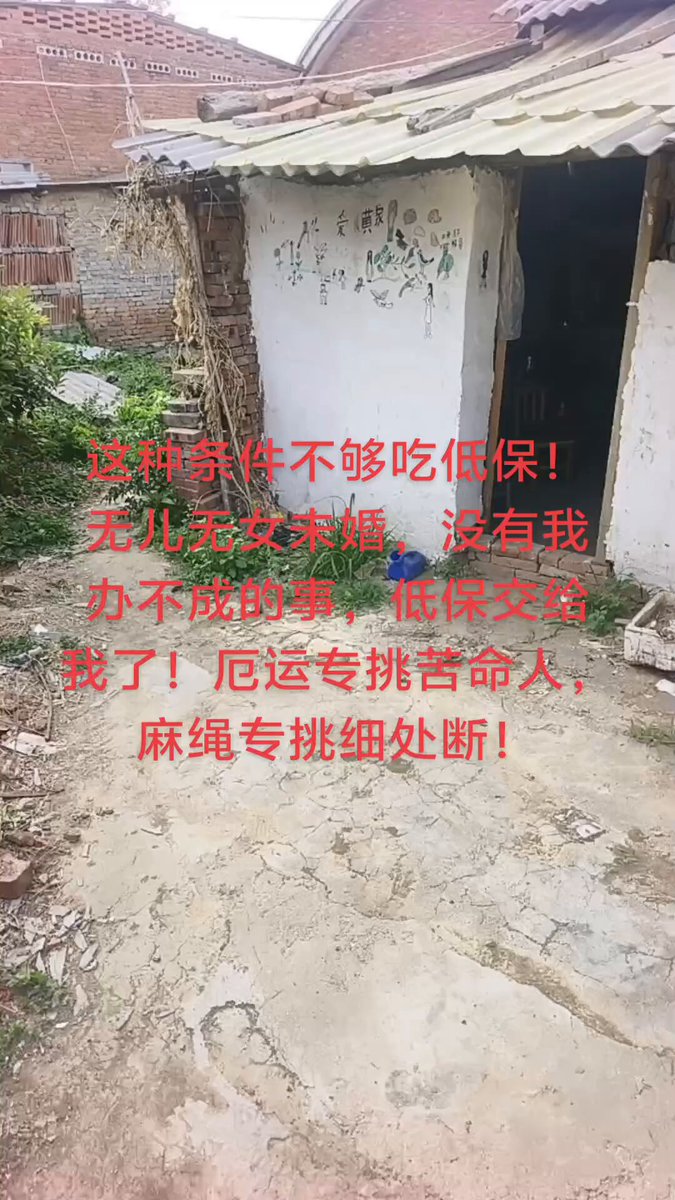 黄
这种条件不够吃低保！
无儿无女未婚，没有我
办不成的事，低保交给
我了！厄运专挑苦命人，
麻绳专挑细处断！